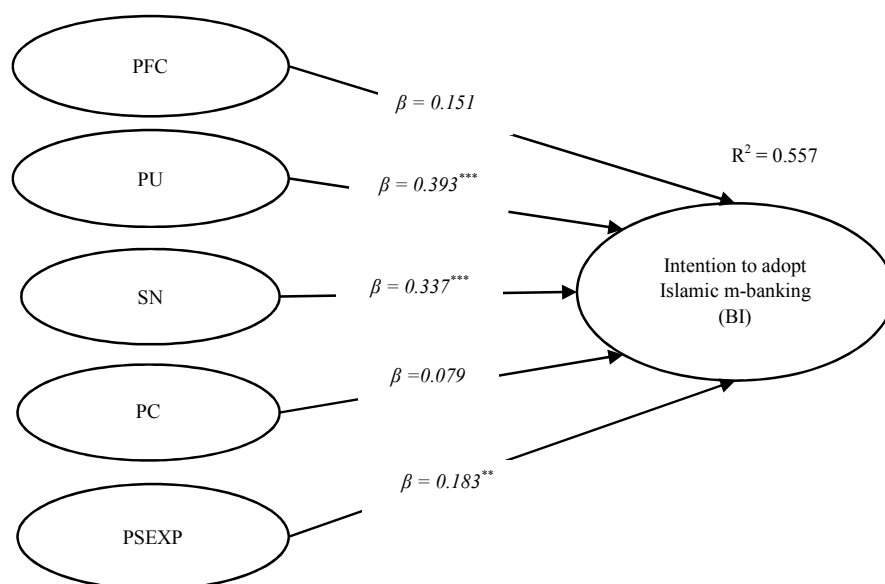 PFC
β = 0.151
R² = 0.557
PU
β = 0.393***
SN
β = 0.337***
Intention to adopt
Islamic m-banking
(BI)
PC
β =0.079
β = 0.183**
PSEXP